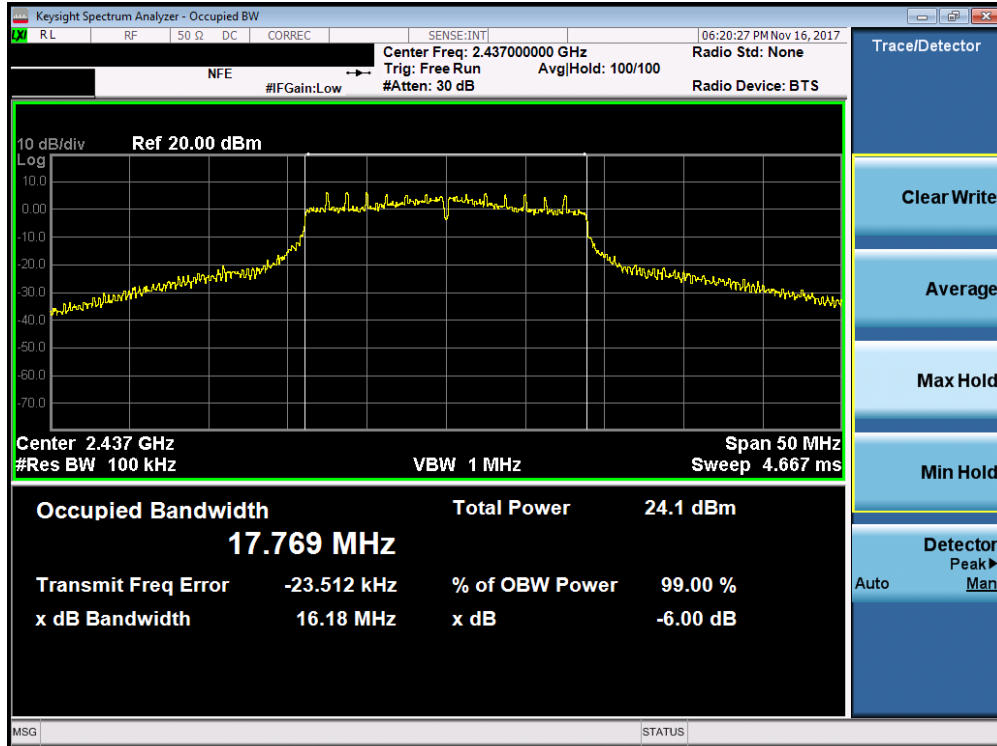 Keysight Spectrum Analyzer - Occupied BW
LXI RL RF 50 Ω DC CORREC SENSE:INT 06:20:27 PM Nov 16, 2017
Center Freq: 2.437000000 GHz Radio Std: None
NFE Trig: Free Run Avg|Hold: 100/100
#IFGain:Low #Atten: 30 dB Radio Device: BTS
10 dB/div Ref 20.00 dBm
Log
10.0
0.00
-10.0
-20.0
-30.0
-40.0
-50.0
-60.0
-70.0
Center 2.437 GHz Span 50 MHz
#Res BW 100 kHz VBW 1 MHz Sweep 4.667 ms
Occupied Bandwidth Total Power 24.1 dBm
17.769 MHz
Transmit Freq Error -23.512 kHz % of OBW Power 99.00 %
x dB Bandwidth 16.18 MHz x dB -6.00 dB
MSG STATUS
Trace/Detector
Clear Write
Average
Max Hold
Min Hold
Detector
Peak▶
Auto Man